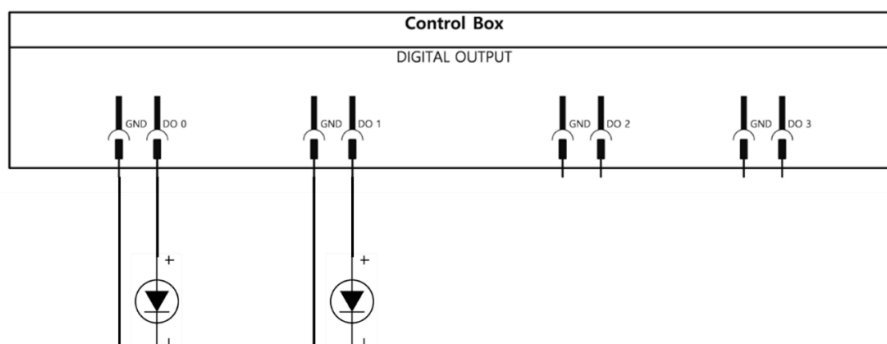 Control Box
DIGITAL OUTPUT
GND DO 0 GND DO 1 GND DO 2 GND DO 3
+ +